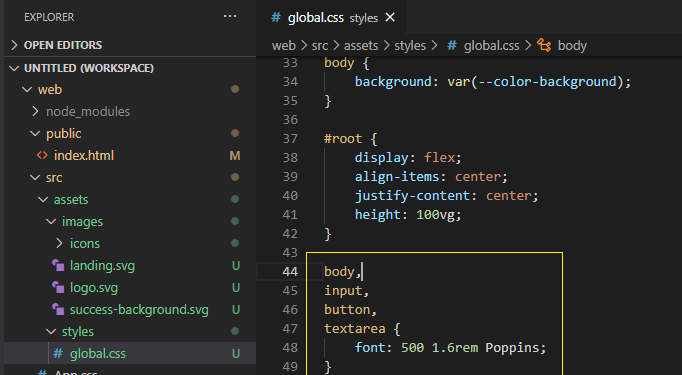 EXPLORER
···
OPEN EDITORS
UNTITLED (WORKSPACE)
web
node_modules
public
index.html M
src
assets
images
icons
landing.svg U
logo.svg U
success-background.svg U
styles
# global.css U
# App.css
# global.css styles ×
web > src > assets > styles > # global.css > body
33 body {
34 background: var(--color-background);
35 }
36
37 #root {
38 display: flex;
39 align-items: center;
40 justify-content: center;
41 height: 100vg;
42 }
43
44 body,
45 input,
46 button,
47 textarea {
48 font: 500 1.6rem Poppins;
49 }